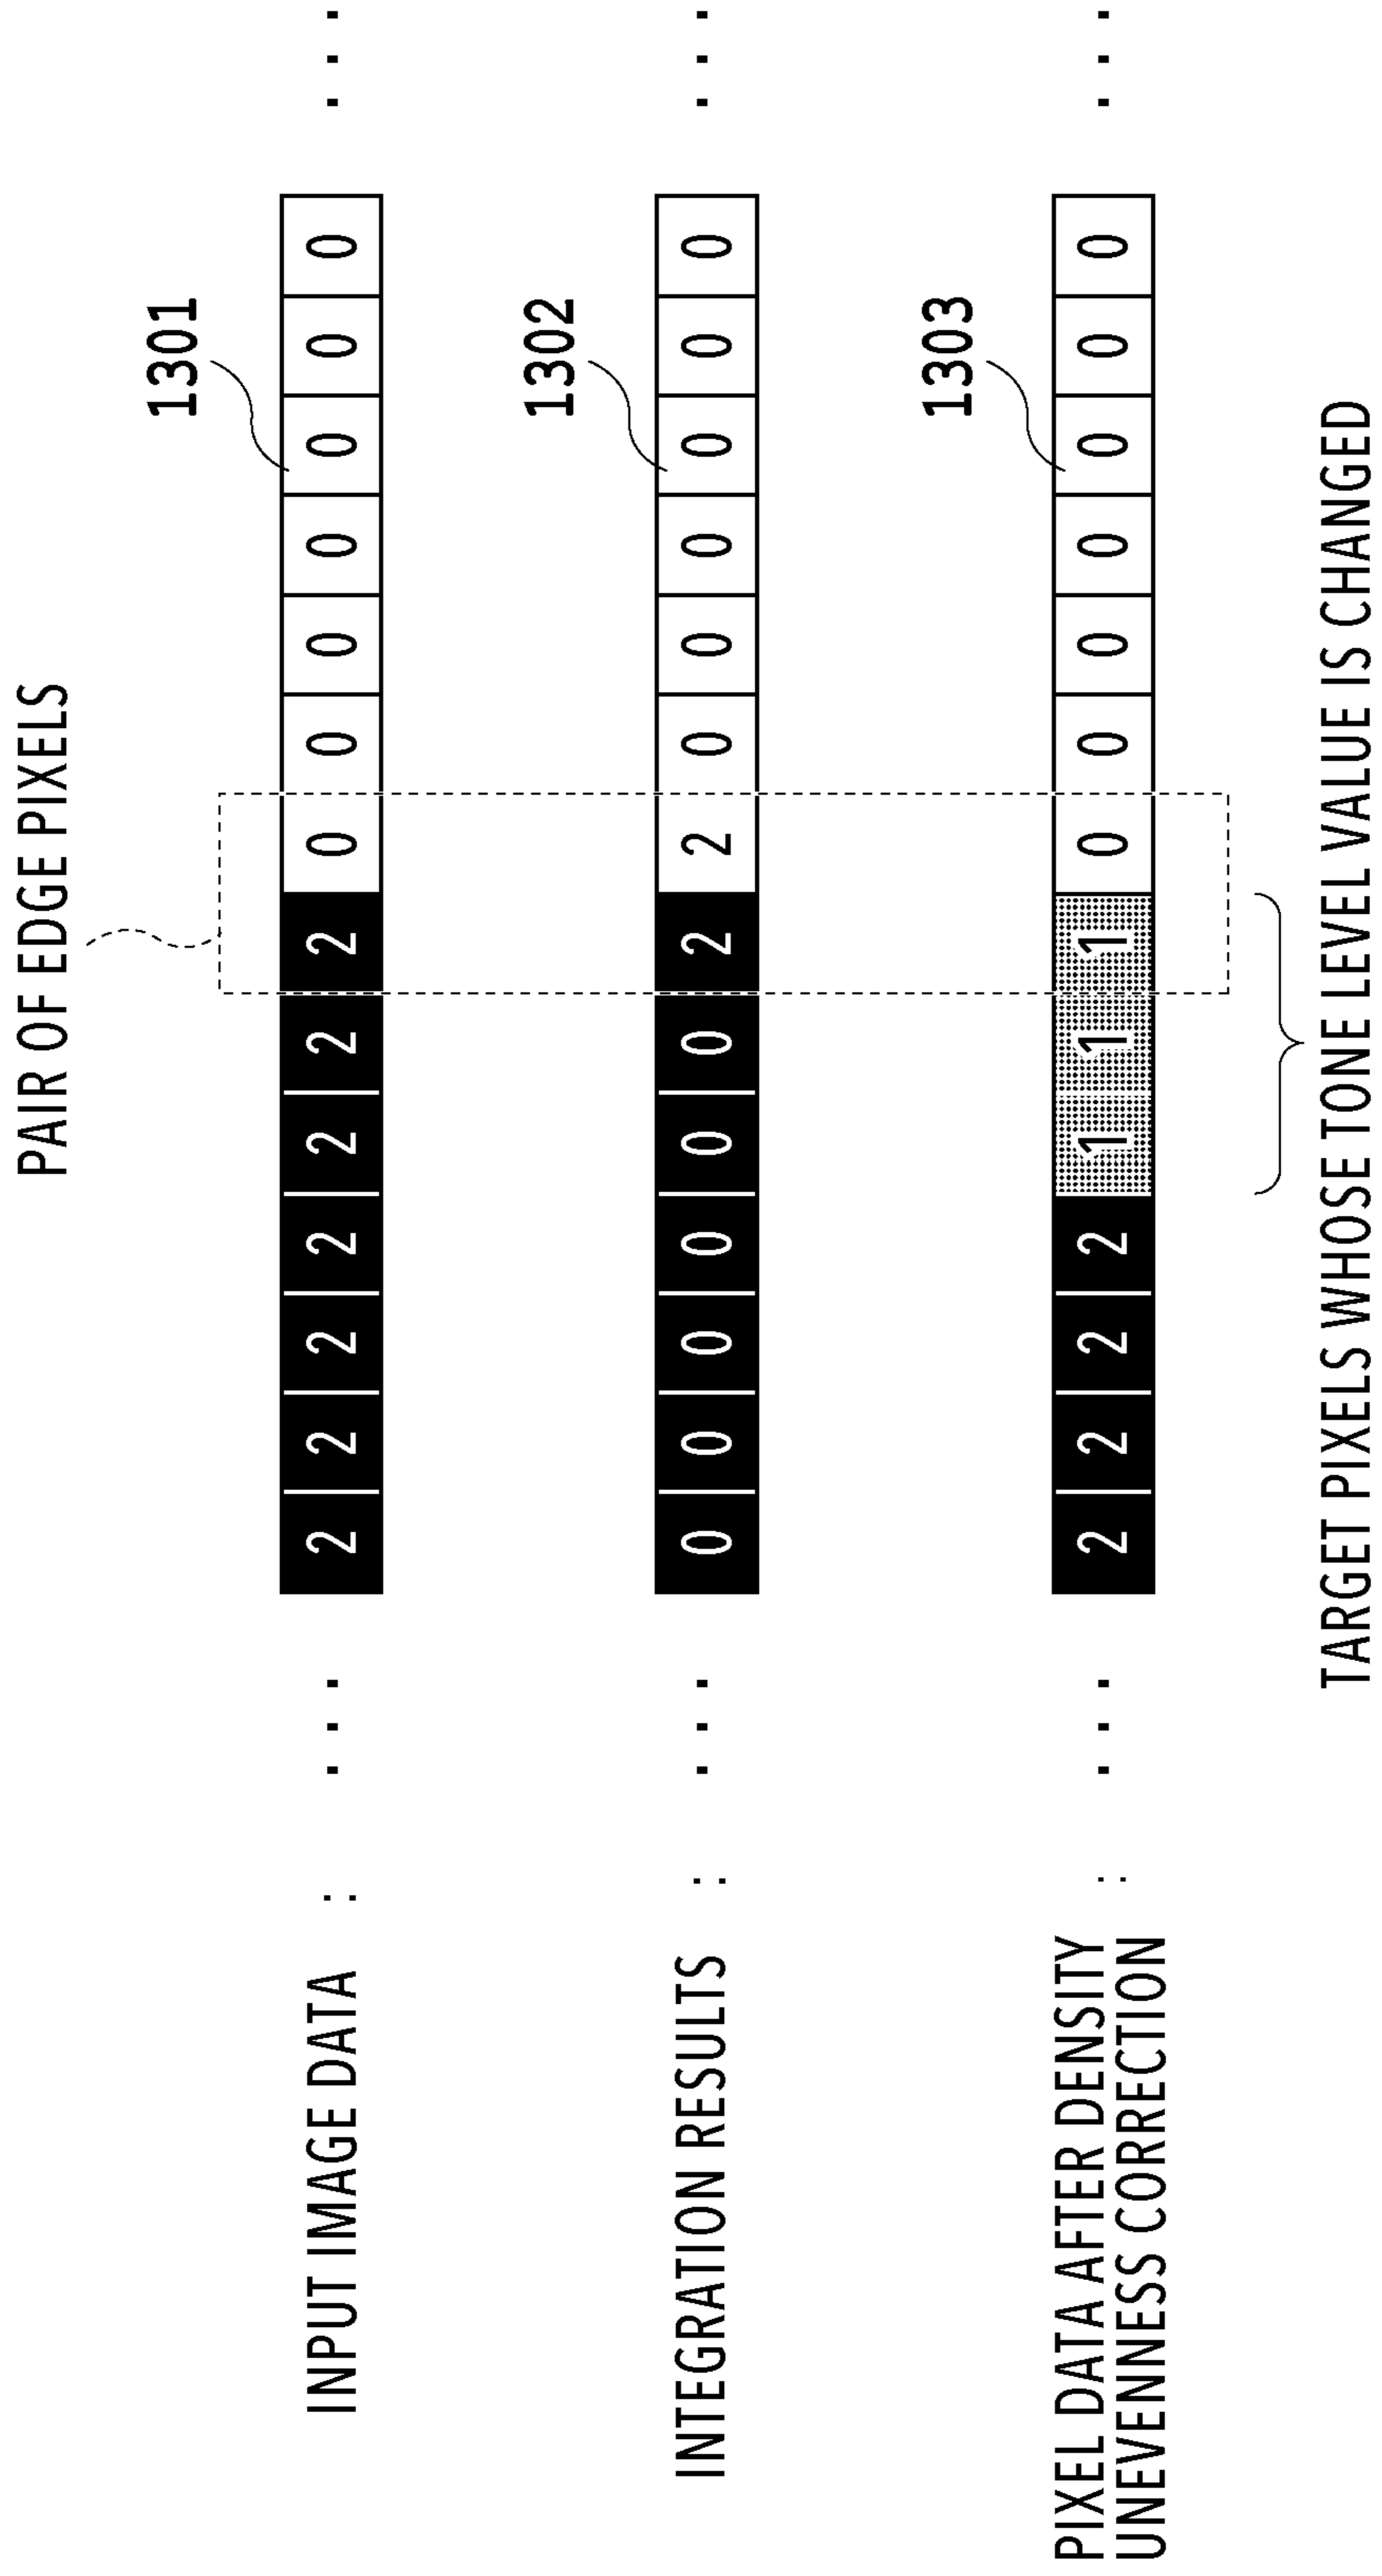 PAIR OF EDGE PIXELS
1301
INPUT IMAGE DATA : ... 2 2 2 2 2 2 2 0 0 0 0 0 0 0 ...
1302
INTEGRATION RESULTS : ... 0 0 0 0 0 0 2 2 0 0 0 0 0 0 ...
1303
PIXEL DATA AFTER DENSITY : ... 2 2 2 2 1 1 1 0 0 0 0 0 0 0 ...
UNEVENNESS CORRECTION
TARGET PIXELS WHOSE TONE LEVEL VALUE IS CHANGED